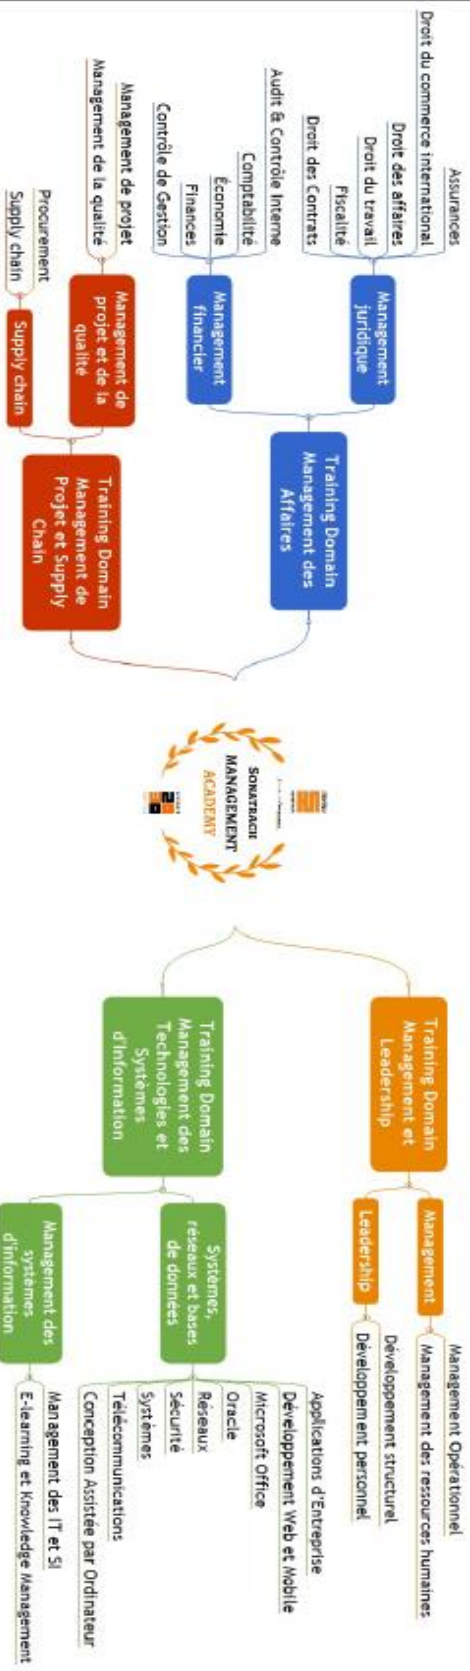 Assurances
Droit du commerce international
Droit des affaires
Droit du travail
Fiscalité
Droit des Contrats
Management
juridique
Audit & Contrôle Interne
Comptabilité
Économie
Finances
Contrôle de Gestion
Management
financier
Training Domain
Management des
Affaires
Management de projet
Management de la qualité
Management de
projet et de la
qualité
Procurement
Supply chain
Supply chain
Training Domain
Management de
Projet et Supply
Chain
SONATRACH
MANAGEMENT
ACADEMY
Training Domain
Management et
Leadership
Management
Management Opérationnel
Management des ressources humaines
Leadership
Développement structurel
Développement personnel
Training Domain
Management des
Technologies et
Systèmes
d'Information
Systèmes,
réseaux et bases
de données
Applications d'Entreprise
Développement Web et Mobile
Microsoft Office
Oracle
Réseaux
Sécurité
Systèmes
Télécommunications
Conception Assistée par Ordinateur
Management des
systèmes
d'information
Management des IT et SI
E-learning et Knowledge Management